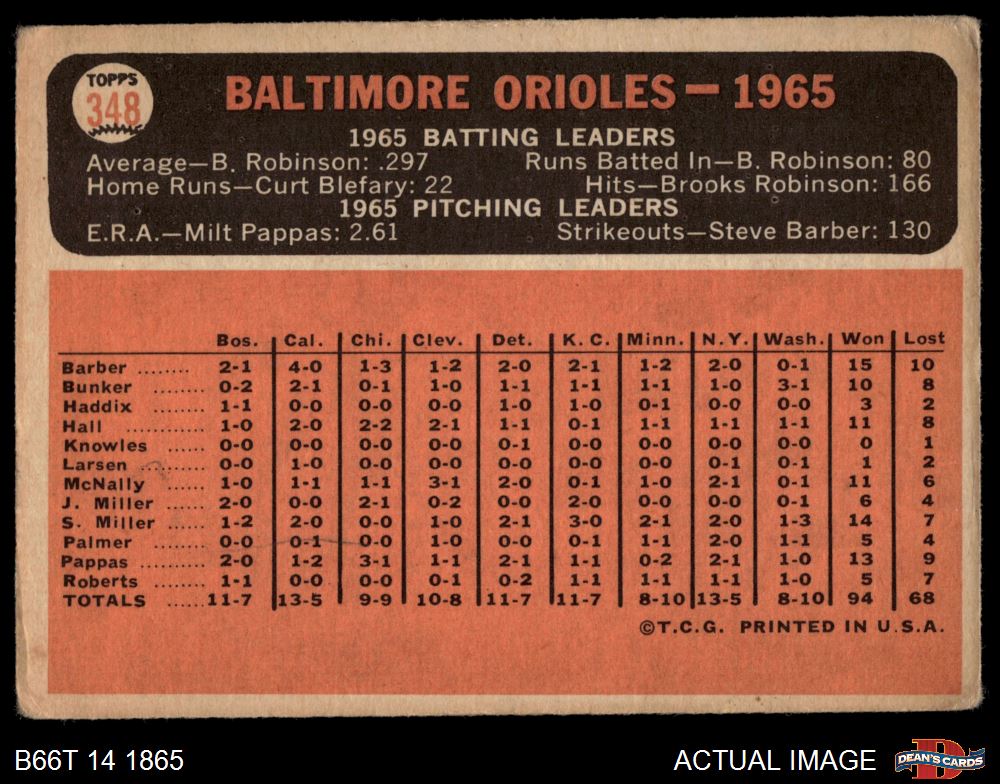 TOPPS
348
BALTIMORE ORIOLES — 1965
1965 BATTING LEADERS
Average—B. Robinson: .297 Runs Batted In—B. Robinson: 80
Home Runs—Curt Blefary: 22 Hits—Brooks Robinson: 166
1965 PITCHING LEADERS
E.R.A.—Milt Pappas: 2.61 Strikeouts—Steve Barber: 130
Bos. Cal. Chi. Clev. Det. K. C. Minn. N.Y. Wash. Won Lost
Barber ........ 2-1 4-0 1-3 1-2 2-0 2-1 1-2 2-0 0-1 15 10
Bunker ........ 0-2 2-1 0-1 1-0 1-1 1-1 1-1 1-0 3-1 10 8
Haddix ........ 1-1 0-0 0-0 0-0 1-0 1-0 0-1 0-0 0-0 3 2
Hall ............ 1-0 2-0 2-2 2-1 1-1 0-1 1-1 1-1 1-1 11 8
Knowles ...... 0-0 0-0 0-0 0-0 0-1 0-0 0-0 0-0 0-0 0 1
Larsen ........ 0-0 1-0 0-0 0-0 0-0 0-0 0-0 0-1 0-1 1 2
McNally ...... 1-0 1-1 1-1 3-1 2-0 0-1 1-0 2-1 0-1 11 6
J. Miller ...... 2-0 0-0 2-1 0-2 0-0 2-0 0-1 0-0 0-0 6 4
S. Miller ...... 1-2 2-0 0-0 1-0 2-1 3-0 2-1 2-0 1-3 14 7
Palmer ........ 0-0 0-1 0-0 1-0 0-0 0-1 1-0 2-0 1-1 5 4
Pappas ........ 2-0 1-2 3-1 1-1 2-1 1-1 0-2 2-1 1-0 13 9
Roberts ........ 1-1 0-0 0-0 0-1 0-2 1-1 1-1 1-1 1-0 5 7
TOTALS ...... 11-7 13-5 9-9 10-8 11-7 11-7 8-10 13-5 8-10 94 68
©T.C.G. PRINTED IN U.S.A.
B66T 14 1865 ACTUAL IMAGE
DEAN'S CARDS